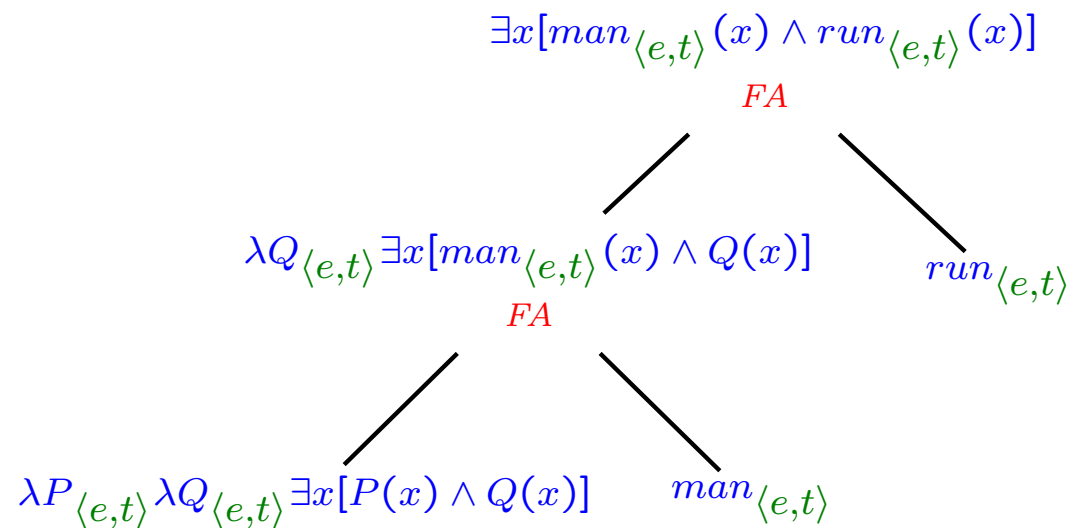 ∃x[man⟨e,t⟩(x) ∧ run⟨e,t⟩(x)]
FA
λQ⟨e,t⟩∃x[man⟨e,t⟩(x) ∧ Q(x)]
run⟨e,t⟩
FA
λP⟨e,t⟩λQ⟨e,t⟩∃x[P(x) ∧ Q(x)]
man⟨e,t⟩